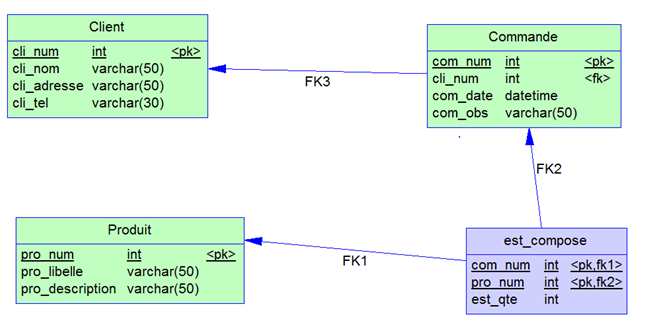 Client
cli_num int <pk>
cli_nom varchar(50)
cli_adresse varchar(50)
cli_tel varchar(30)
FK3
Commande
com_num int <pk>
cli_num int <fk>
com_date datetime
com_obs varchar(50)
FK2
Produit
pro_num int <pk>
pro_libelle varchar(50)
pro_description varchar(50)
FK1
est_compose
com_num int <pk,fk1>
pro_num int <pk,fk2>
est_qte int